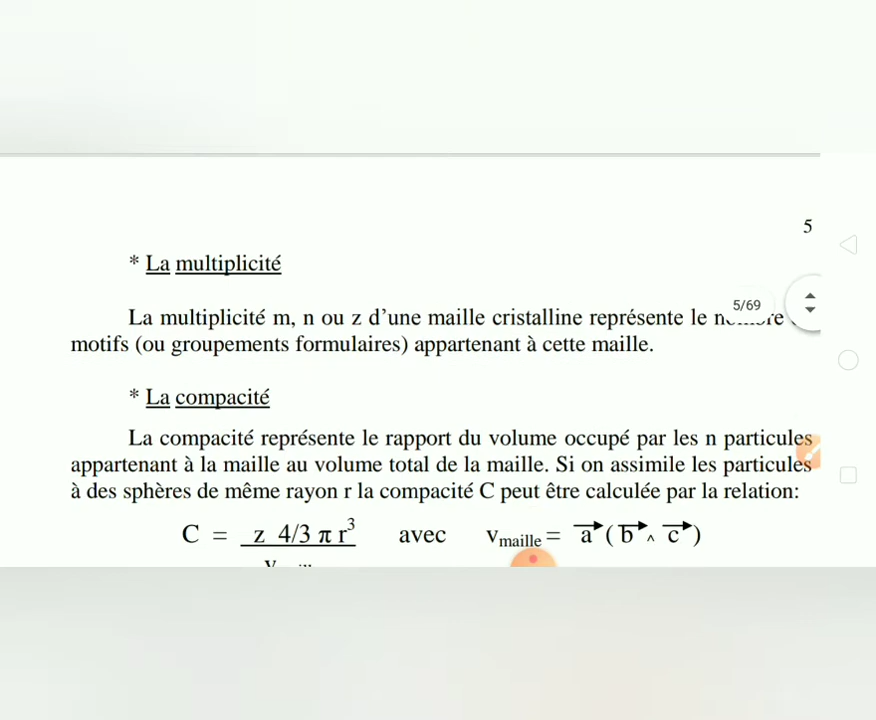 5
* La multiplicité
5/69
La multiplicité m, n ou z d'une maille cristalline représente le
motifs (ou groupements formulaires) appartenant à cette maille.
* La compacité
La compacité représente le rapport du volume occupé par les n particules
appartenant à la maille au volume total de la maille. Si on assimile les particules
à des sphères de même rayon r la compacité C peut être calculée par la relation:
C = z 4/3 π r³ avec vmaille = a⃗ ( b⃗ ^ c⃗ )